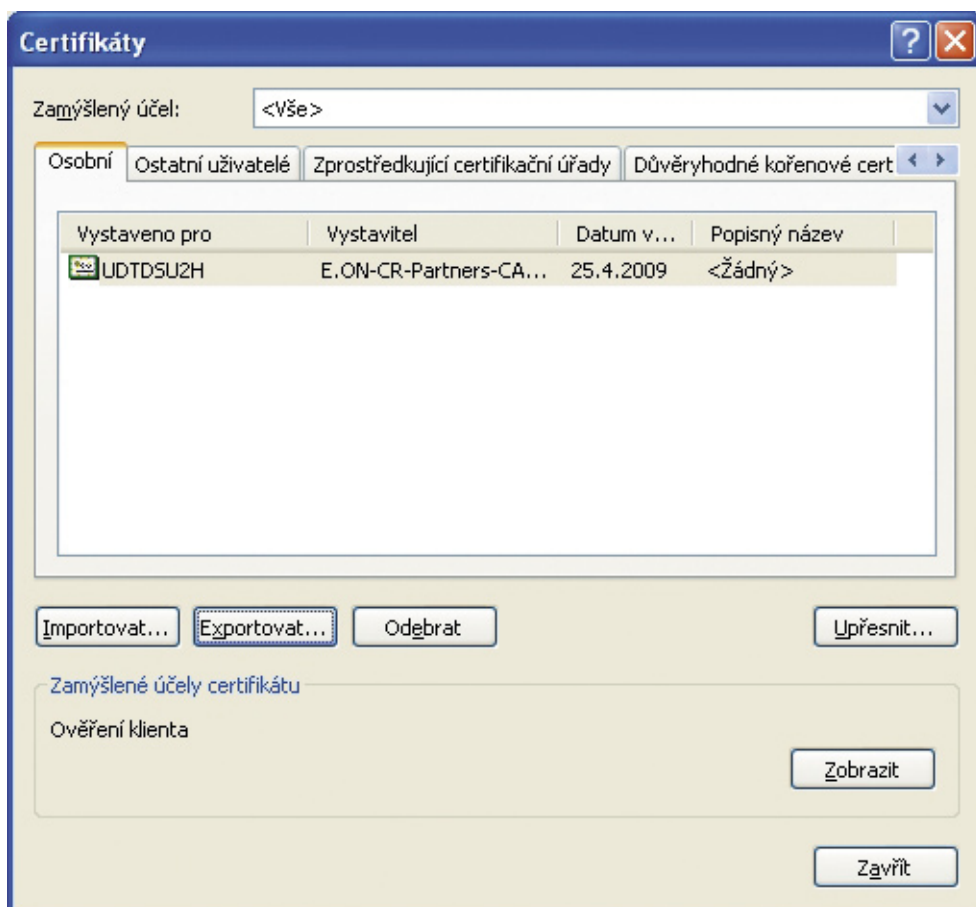 Certifikáty
Zamýšlený účel: <Vše>
Osobní Ostatní uživatelé Zprostředkující certifikační úřady Důvěryhodné kořenové cert
Vystaveno pro Vystavitel Datum v... Popisný název
UDTDSU2H E.ON-CR-Partners-CA... 25.4.2009 <Žádný>
Importovat... Exportovat... Odebrat Upřesnit...
Zamýšlené účely certifikátu
Ověření klienta
Zobrazit
Zavřít